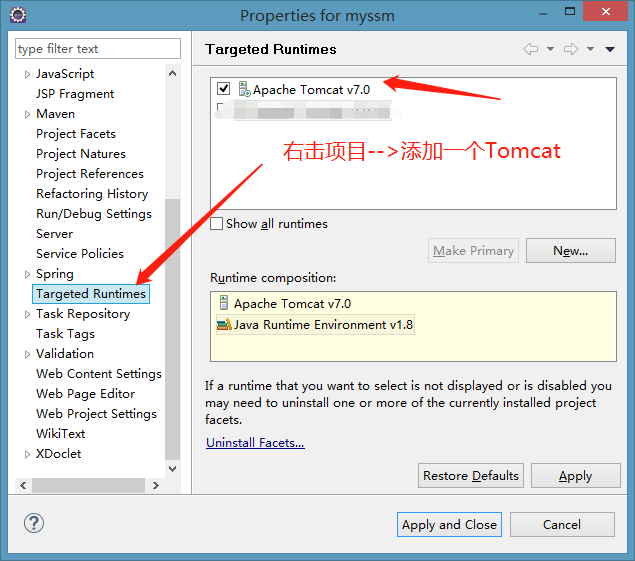 Properties for myssm
type filter text
JavaScript
JSP Fragment
Maven
Project Facets
Project Natures
Project References
Refactoring History
Run/Debug Settings
Server
Service Policies
Spring
Targeted Runtimes
Task Repository
Task Tags
Validation
Web Content Settings
Web Page Editor
Web Project Settings
WikiText
XDoclet
Targeted Runtimes
Apache Tomcat v7.0
右击项目-->添加一个Tomcat
Show all runtimes
Make Primary
New...
Runtime composition:
Apache Tomcat v7.0
Java Runtime Environment v1.8
If a runtime that you want to select is not displayed or is disabled you
may need to uninstall one or more of the currently installed project
facets.
Uninstall Facets...
Restore Defaults
Apply
?
Apply and Close
Cancel